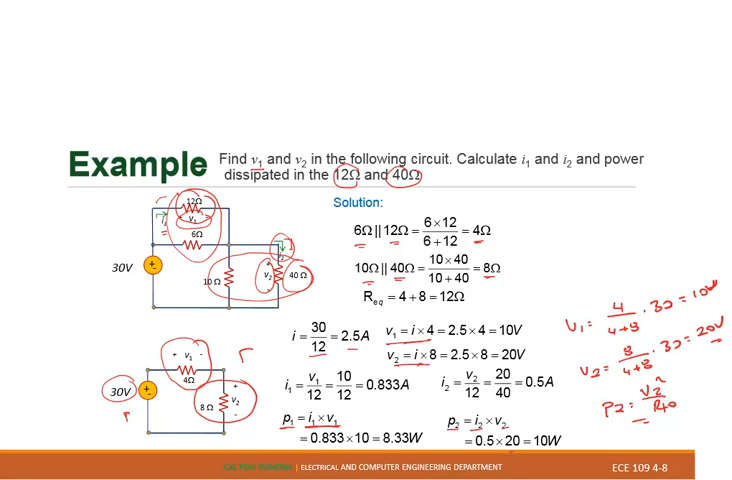 Example
Find v1 and v2 in the following circuit. Calculate i1 and i2 and power
dissipated in the 12Ω and 40Ω
Solution:
12Ω
+ V1 -
6Ω
30V
10 Ω
+
V2
-
40 Ω
6Ω || 12Ω = 6 × 12 / 6 + 12 = 4Ω
10Ω || 40Ω = 10 × 40 / 10 + 40 = 8Ω
Req = 4 + 8 = 12Ω
i = 30 / 12 = 2.5A
v1 = i × 4 = 2.5 × 4 = 10V
v2 = i × 8 = 2.5 × 8 = 20V
i1 = v1 / 12 = 10 / 12 = 0.833A
i2 = v2 / 12 = 20 / 40 = 0.5A
p1 = i1 × v1
= 0.833 × 10 = 8.33W
p2 = i2 × v2
= 0.5 × 20 = 10W
+ v1 -
4Ω
30V
8 Ω
+
v2
-
V1 = 4 / 4+8 . 30 = 10V
V2 = 8 / 4+8 . 30 = 20V
P2 = V2² / R40
CAL POLY POMONA | ELECTRICAL AND COMPUTER ENGINEERING DEPARTMENT
ECE 109 4-8